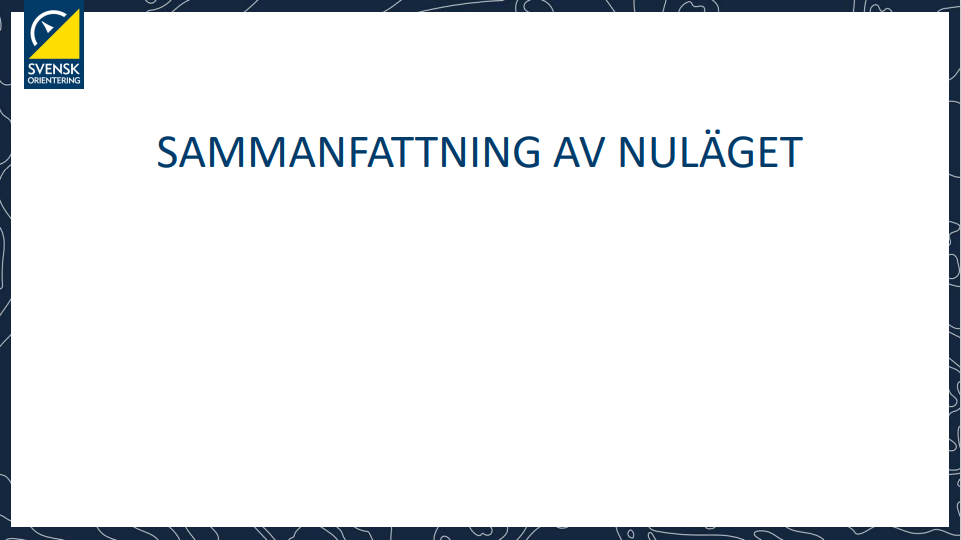 SVENSK
ORIENTERING
SAMMANFATTNING AV NULÄGET